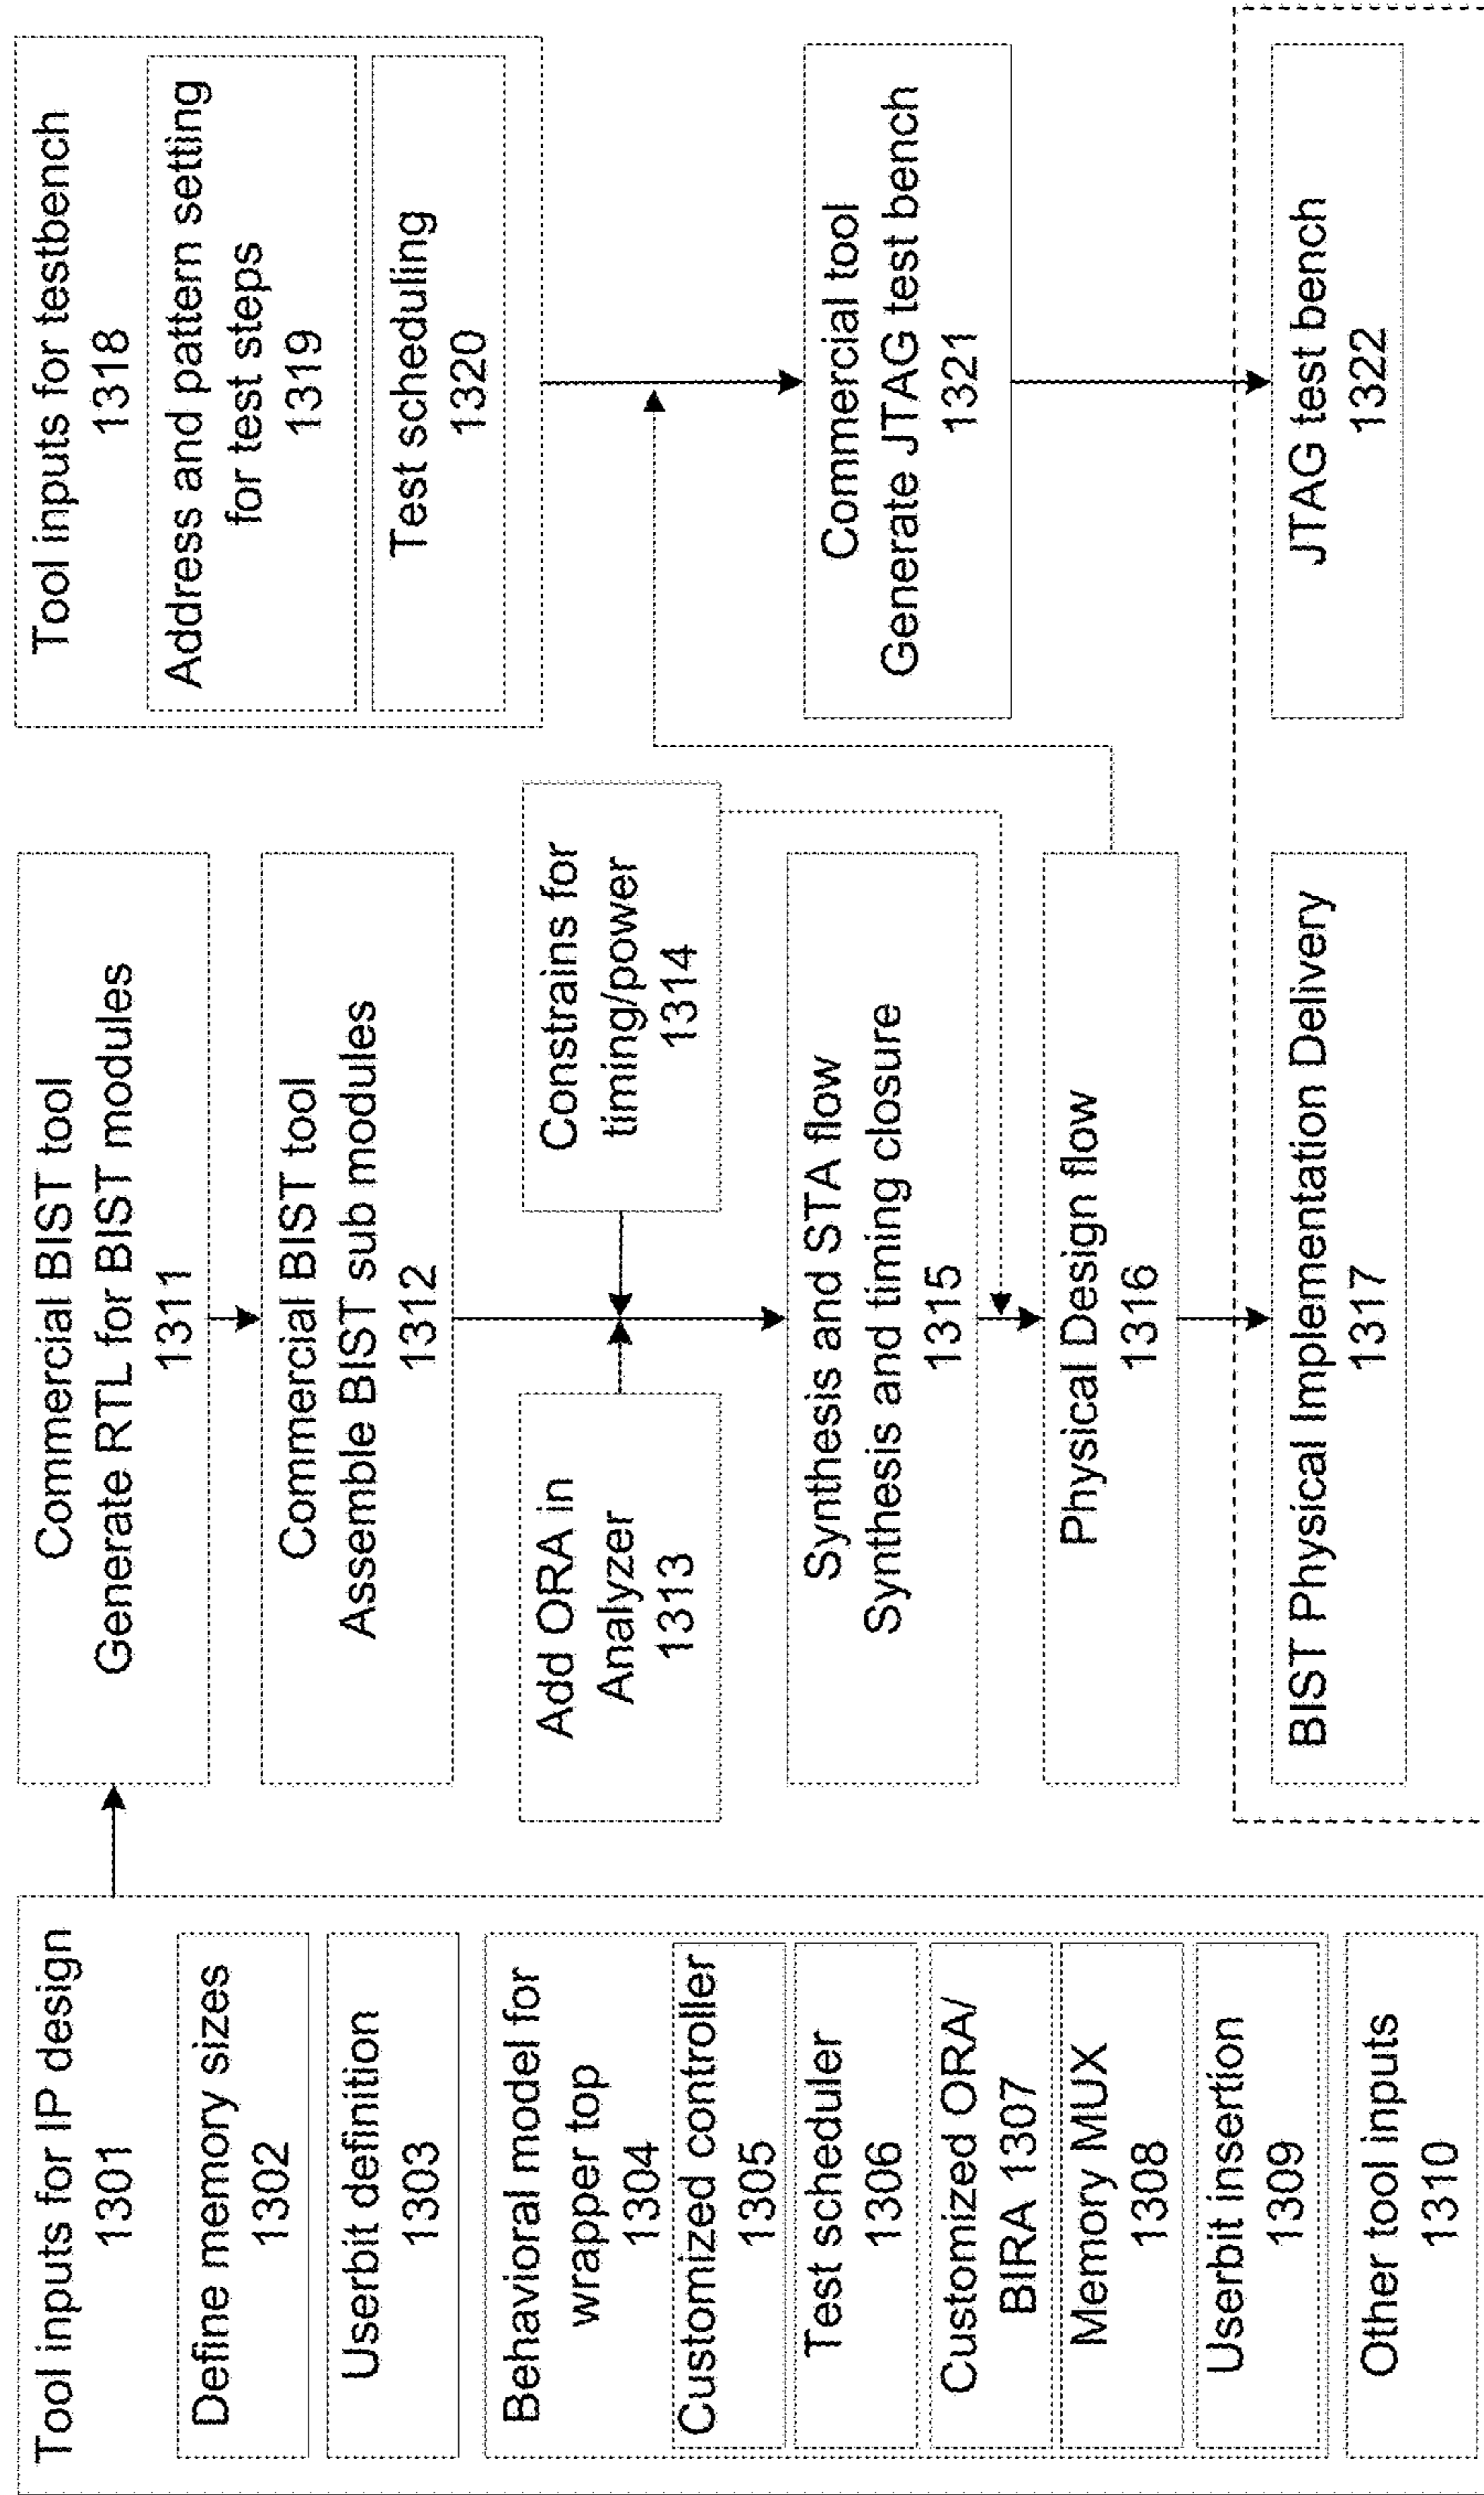 Tool inputs for IP design
1301
Define memory sizes
1302
Userbit definition
1303
Behavioral model for
wrapper top
1304
Customized controller
1305
Test scheduler
1306
Customized ORA/
BIRA 1307
Memory MUX
1308
Userbit insertion
1309
Other tool inputs
1310
Commercial BIST tool
Generate RTL for BIST modules
1311
Commercial BIST tool
Assemble BIST sub modules
1312
Add ORA in
Analyzer
1313
Constrains for
timing/power
1314
Synthesis and STA flow
Synthesis and timing closure
1315
Physical Design flow
1316
BIST Physical Implementation Delivery
1317
Tool inputs for testbench
1318
Address and pattern setting
for test steps
1319
Test scheduling
1320
Commercial tool
Generate JTAG test bench
1321
JTAG test bench
1322